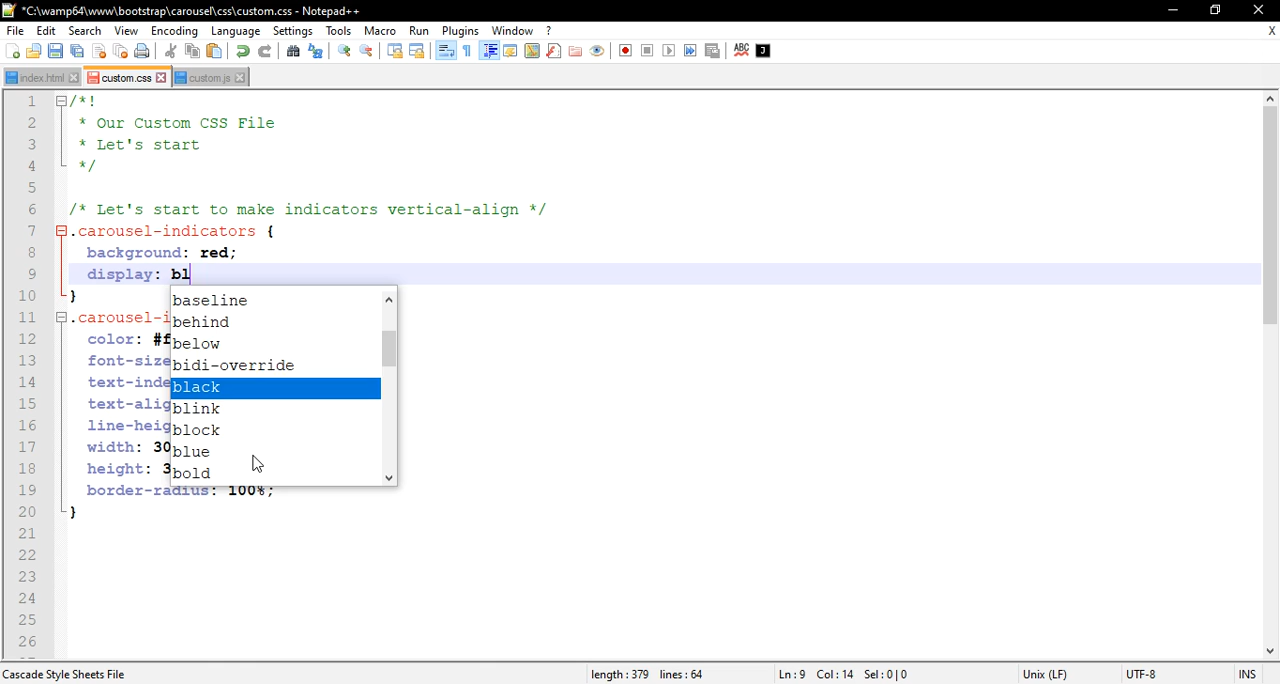 *C:\wamp64\www\bootstrap\carousel\css\custom.css - Notepad++
File Edit Search View Encoding Language Settings Tools Macro Run Plugins Window ? X
ABC J
index.html custom.css custom.js
1 /*!
2 * Our Custom CSS File
3 * Let's start
4 */
5
6 /* Let's start to make indicators vertical-align */
7 .carousel-indicators {
8 background: red;
9 display: bl
10 }
baseline
11 .carousel-i
behind
12 color: #f
below
13 font-size
bidi-override
14 text-inde
black
15 text-alig
blink
16 line-heig
block
17 width: 30
blue
18 height: 3
bold
19 border-radius: 100%;
20 }
21
22
23
24
25
26
Cascade Style Sheets File length : 379 lines : 64 Ln : 9 Col : 14 Sel : 0 | 0 Unix (LF) UTF-8 INS